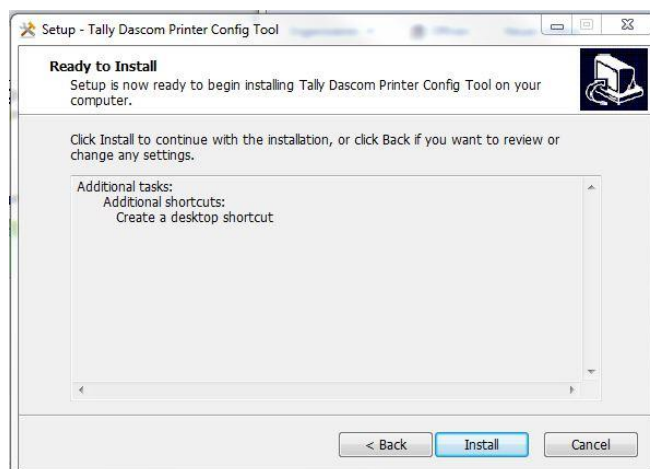 Setup - Tally Dascom Printer Config Tool
Ready to Install
Setup is now ready to begin installing Tally Dascom Printer Config Tool on your
computer.
Click Install to continue with the installation, or click Back if you want to review or
change any settings.
Additional tasks:
Additional shortcuts:
Create a desktop shortcut
< Back
Install
Cancel